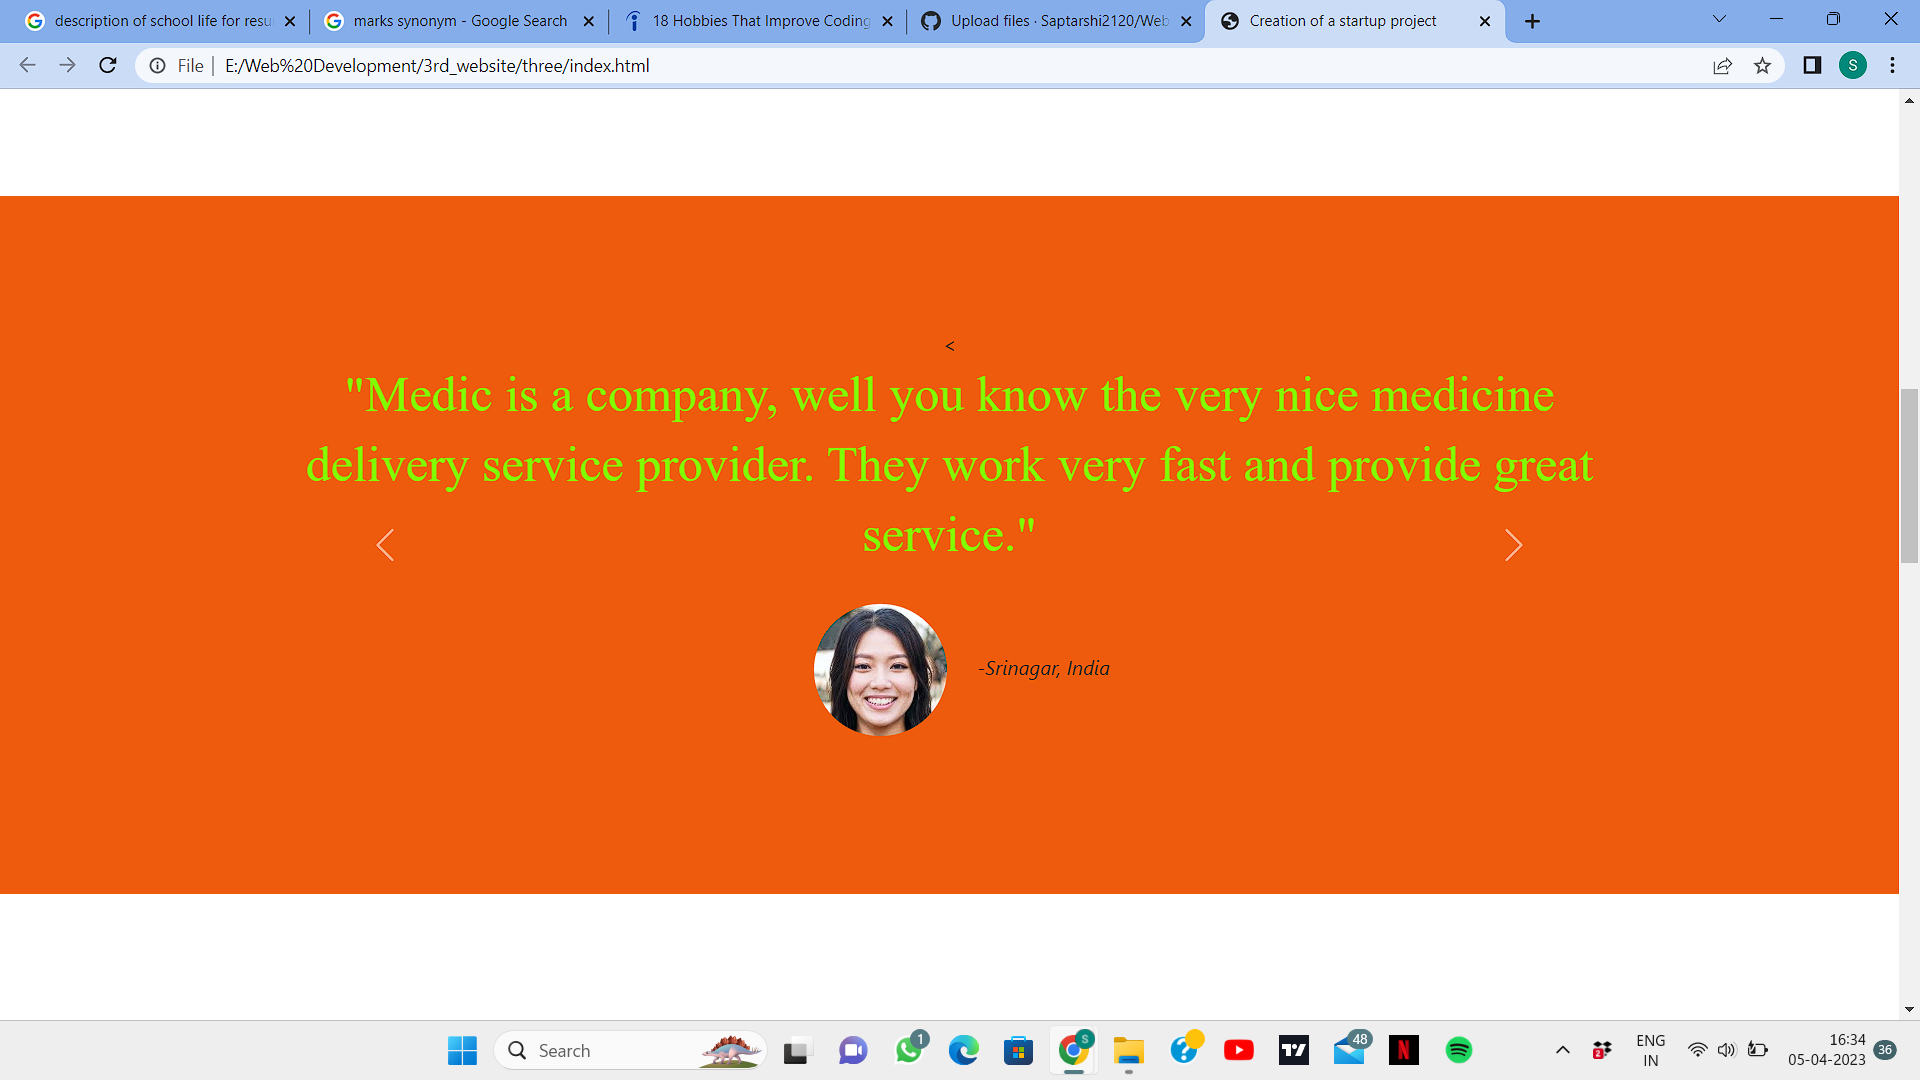 description of school life for resu
marks synonym - Google Search
18 Hobbies That Improve Coding
Upload files · Saptarshi2120/Web
Creation of a startup project
File | E:/Web%20Development/3rd_website/three/index.html
S
<
"Medic is a company, well you know the very nice medicine
delivery service provider. They work very fast and provide great
service."
-Srinagar, India
Search
1
S
48
N
2
ENG
IN
16:34
05-04-2023
36